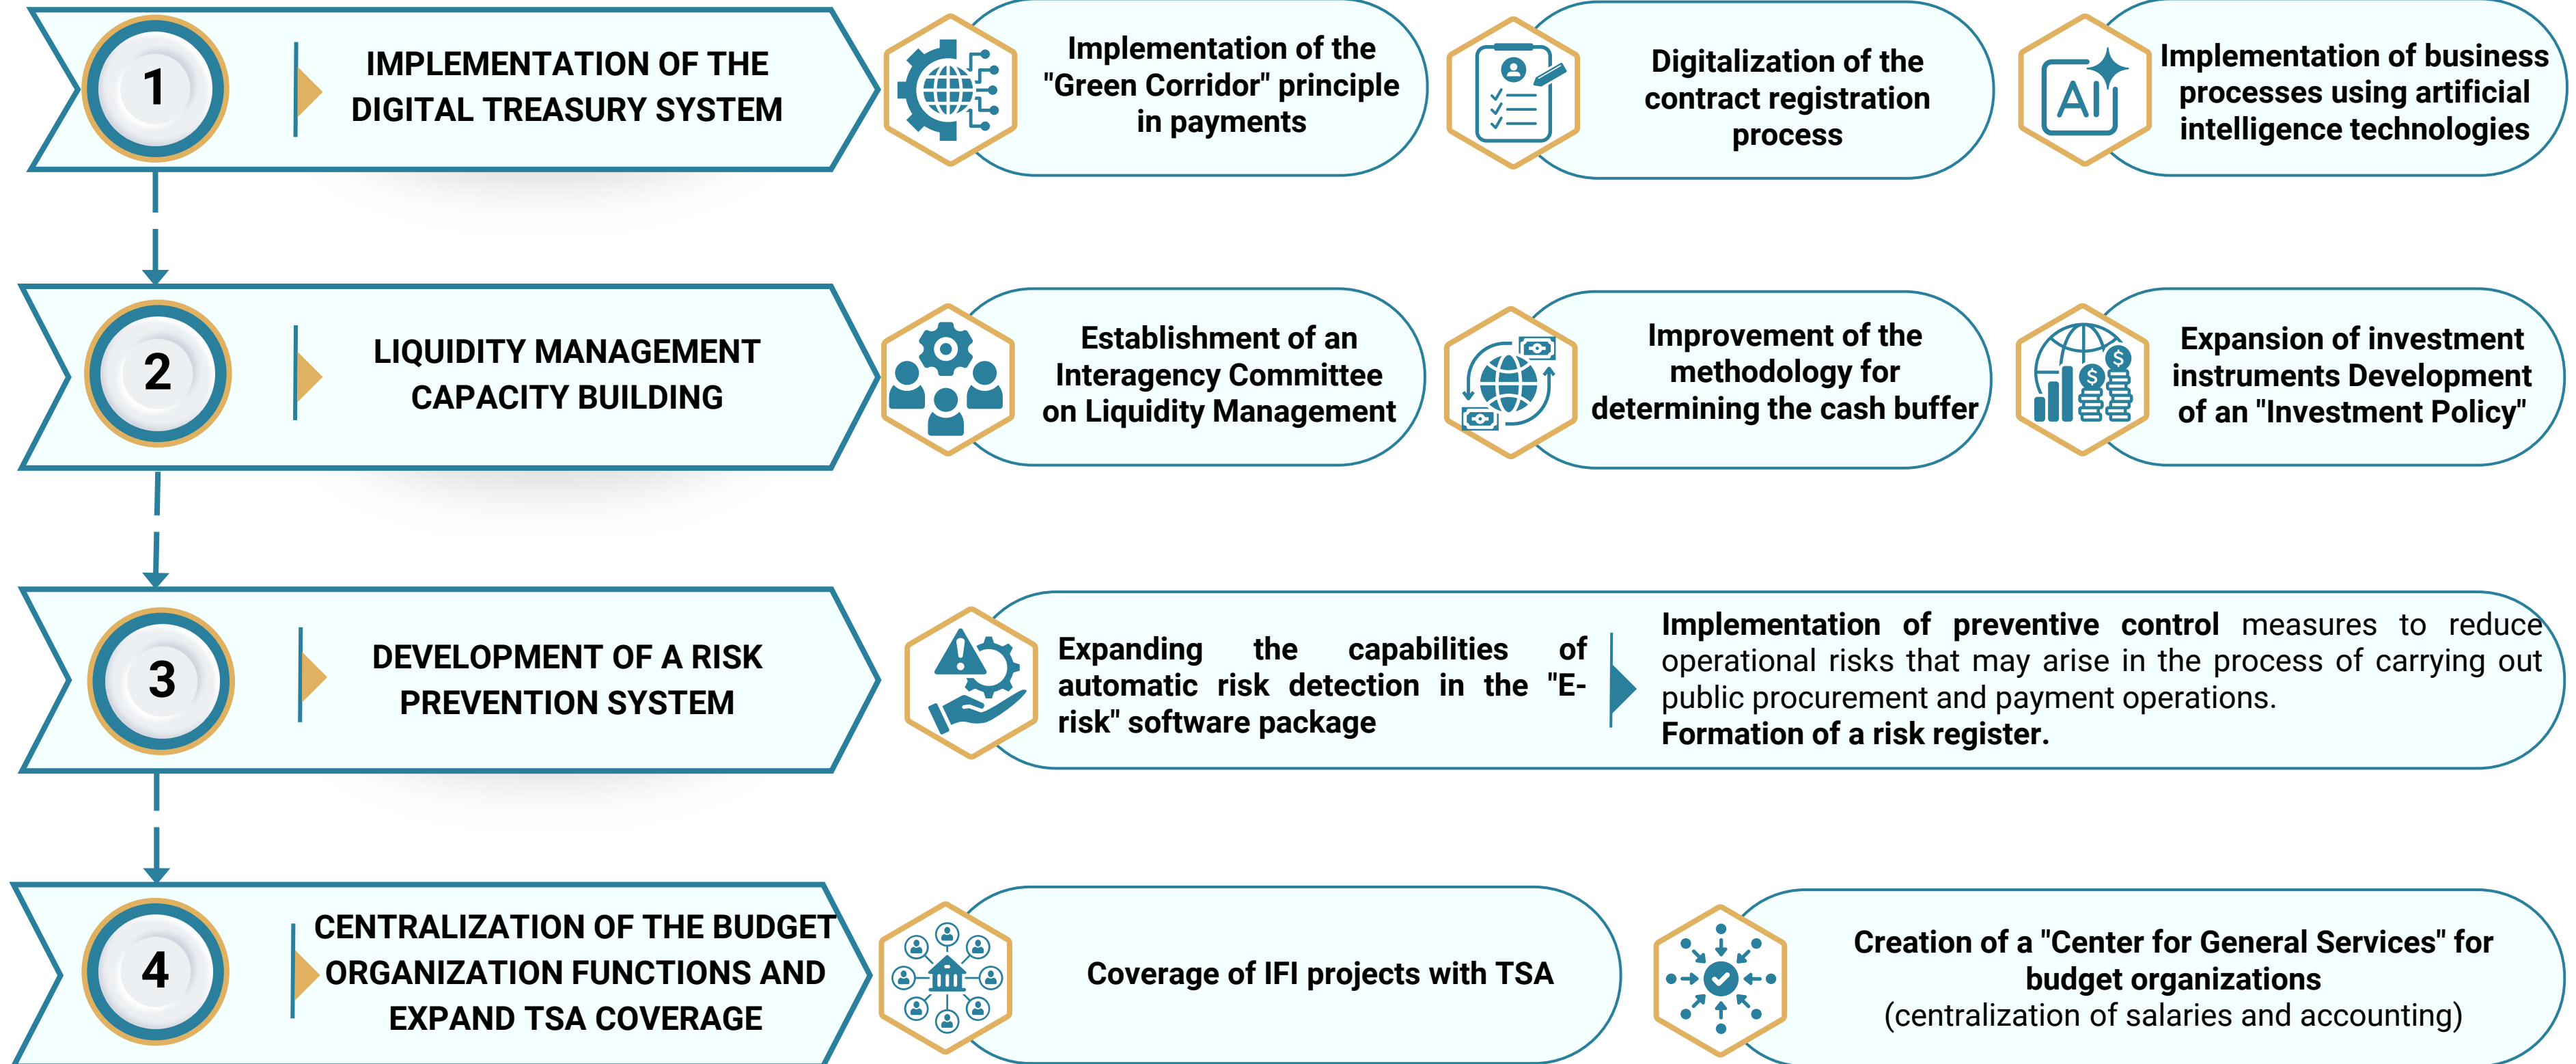 1
IMPLEMENTATION OF THE
DIGITAL TREASURY SYSTEM
Implementation of the
"Green Corridor" principle
in payments
Digitalization of the
contract registration
process
AI
Implementation of business
processes using artificial
intelligence technologies
2
LIQUIDITY MANAGEMENT
CAPACITY BUILDING
Establishment of an
Interagency Committee
on Liquidity Management
Improvement of the
methodology for
determining the cash buffer
$
$
Expansion of investment
instruments Development
of an "Investment Policy"
3
DEVELOPMENT OF A RISK
PREVENTION SYSTEM
Expanding the capabilities of
automatic risk detection in the "E-
risk" software package
Implementation of preventive control measures to reduce
operational risks that may arise in the process of carrying out
public procurement and payment operations.
Formation of a risk register.
4
CENTRALIZATION OF THE BUDGET
ORGANIZATION FUNCTIONS AND
EXPAND TSA COVERAGE
Coverage of IFI projects with TSA
Creation of a "Center for General Services" for
budget organizations
(centralization of salaries and accounting)